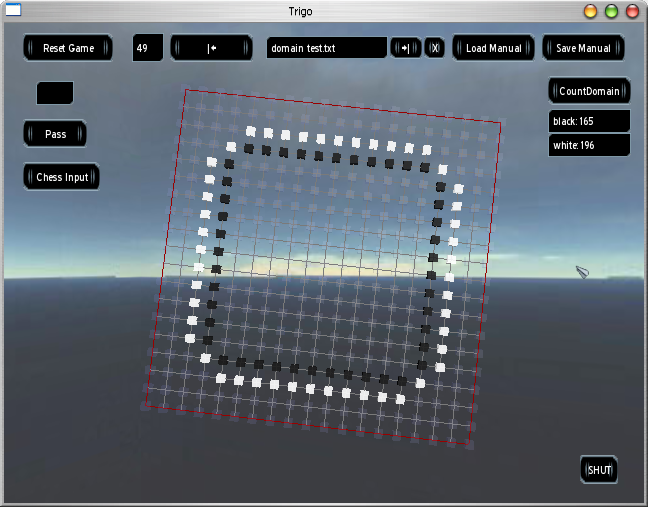 Trigo
Reset Game
49
|+
domain test.txt
+|
X
Load Manual
Save Manual
CountDomain
Pass
black:165
white:196
Chess Input
SHUT